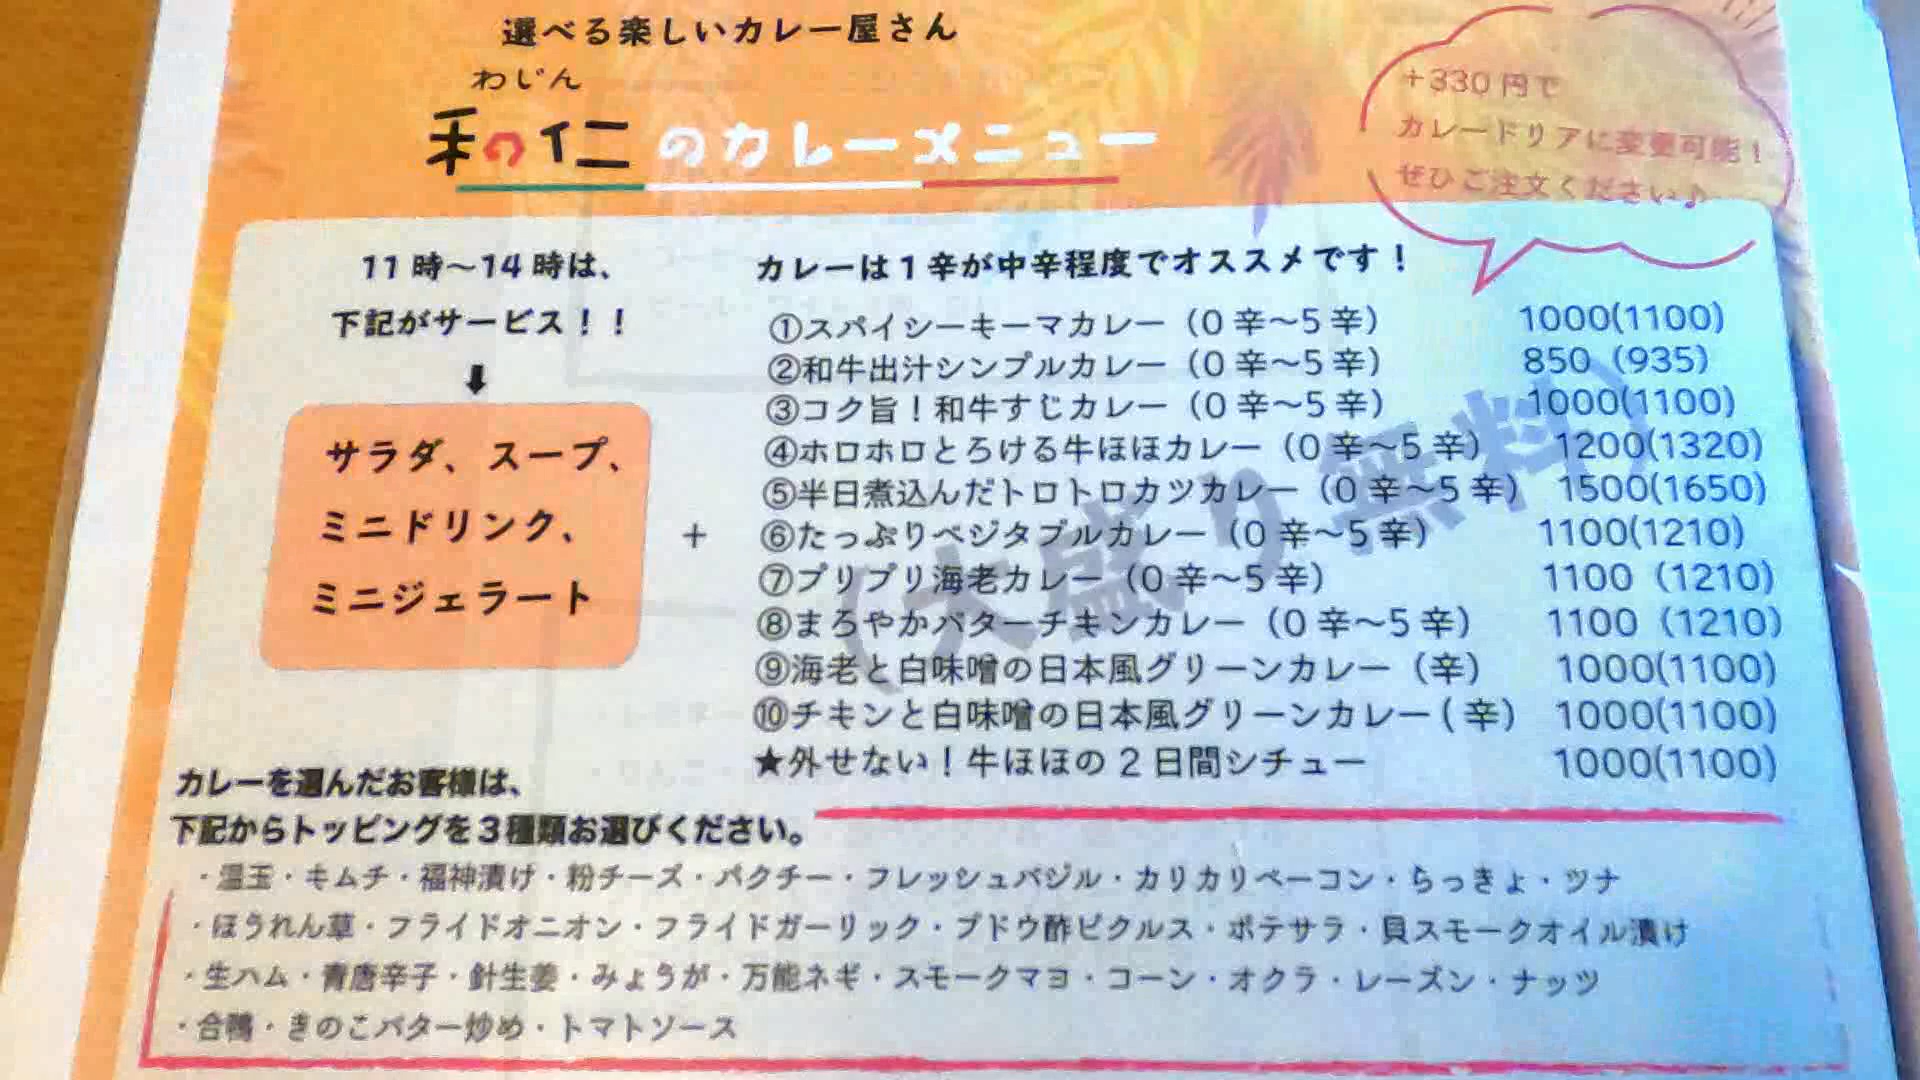 選べる楽しいカレー屋さん
わじん
和の仁のカレーメニュー
+330円で
カレードリアに変更可能！
ぜひご注文ください♪
11時～14時は、
下記がサービス！！
サラダ、スープ、
ミニドリンク、
ミニジェラート
+
カレーは1辛が中辛程度でオススメです！
①スパイシーキーマカレー（0辛～5辛） 1000(1100)
②和牛出汁シンプルカレー（0辛～5辛） 850（935）
③コク旨！和牛すじカレー（0辛～5辛） 1000(1100)
④ホロホロとろける牛ほほカレー（0辛～5辛） 1200(1320)
⑤半日煮込んだトロトロカツカレー（0辛～5辛） 1500(1650)
⑥たっぷりベジタブルカレー（0辛～5辛） 1100(1210)
⑦プリプリ海老カレー（0辛～5辛） 1100（1210）
⑧まろやかバターチキンカレー（0辛～5辛） 1100（1210）
⑨海老と白味噌の日本風グリーンカレー（辛） 1000(1100)
⑩チキンと白味噌の日本風グリーンカレー(辛) 1000(1100)
★外せない！牛ほほの2日間シチュー 1000(1100)
（大盛り無料）
カレーを選んだお客様は、
下記からトッピングを3種類お選びください。
・温玉・キムチ・福神漬け・粉チーズ・パクチー・フレッシュバジル・カリカリベーコン・らっきょ・ツナ
・ほうれん草・フライドオニオン・フライドガーリック・ブドウ酢ピクルス・ポテサラ・貝スモークオイル漬け
・生ハム・青唐辛子・針生姜・みょうが・万能ネギ・スモークマヨ・コーン・オクラ・レーズン・ナッツ
・合鴨・きのこバター炒め・トマトソース